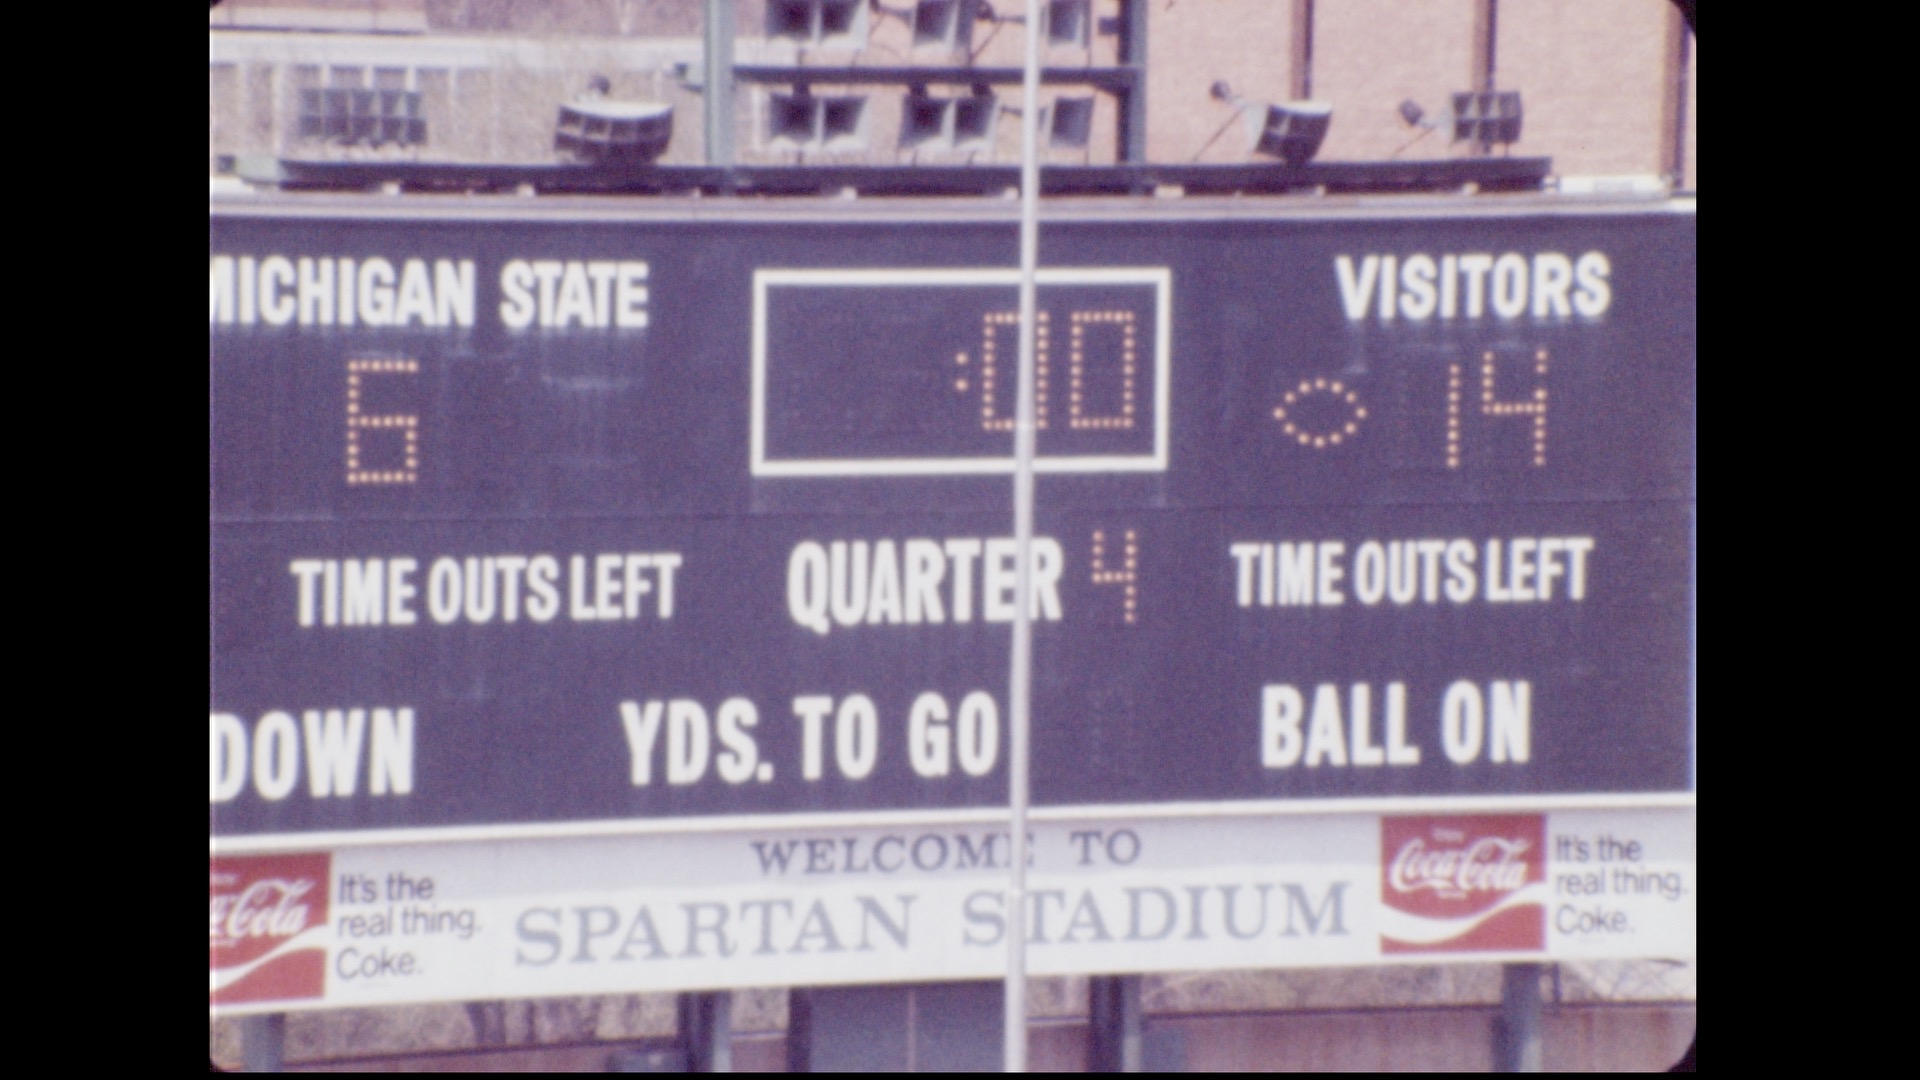 MICHIGAN STATE
:00
VISITORS
6
14
TIME OUTS LEFT
QUARTER 4
TIME OUTS LEFT
DOWN
YDS. TO GO
BALL ON
WELCOME TO
SPARTAN STADIUM
Coca-Cola
It's the
real thing.
Coke.
Coca-Cola
It's the
real thing.
Coke.